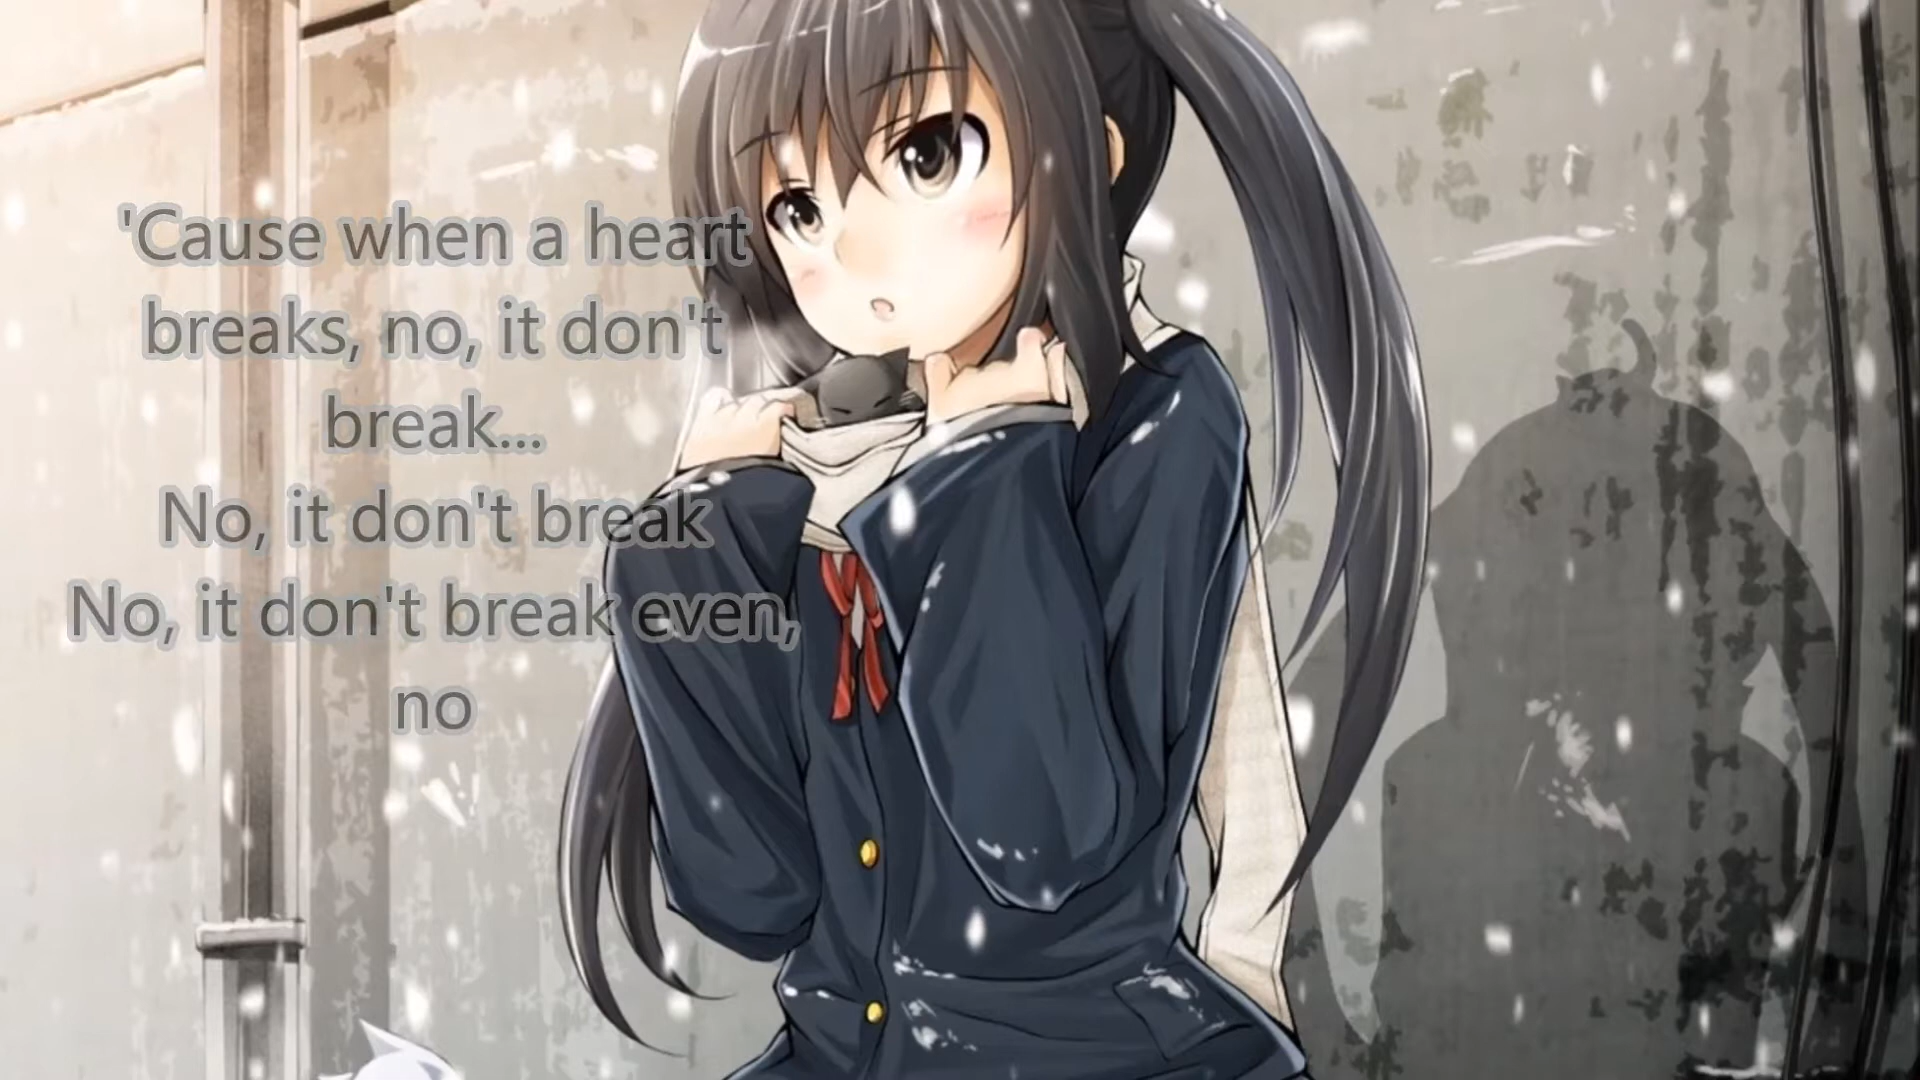 'Cause when a heart
breaks, no, it don't
break...
No, it don't break
No, it don't break even,
no